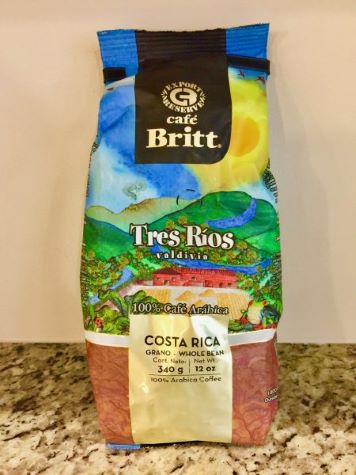 EXPORT
RESERVE
café
Britt®
Tres Ríos
valdivia
100% Café Arábica
COSTA RICA
GRANO - WHOLE BEAN
Cont. Neto: Net Wt.
340 g 12 oz
100% Arabica Coffee